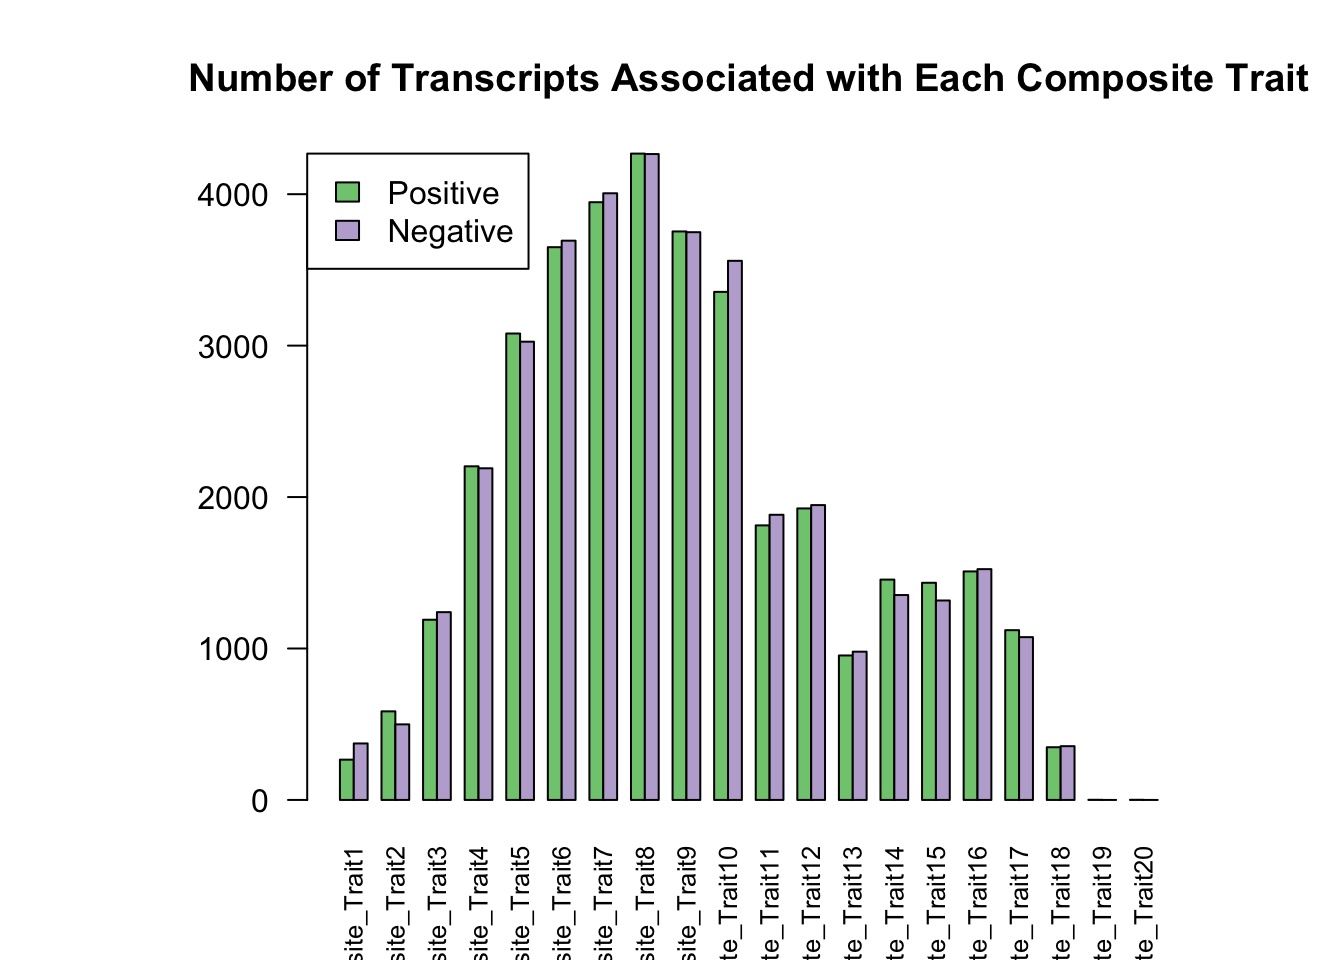 Number of Transcripts Associated with Each Composite Trait
Positive
Negative
4000
3000
2000
1000
0
site_Trait1
site_Trait2
site_Trait3
site_Trait4
site_Trait5
site_Trait6
site_Trait7
site_Trait8
site_Trait9
te_Trait10
te_Trait11
te_Trait12
te_Trait13
te_Trait14
te_Trait15
te_Trait16
te_Trait17
te_Trait18
te_Trait19
te_Trait20